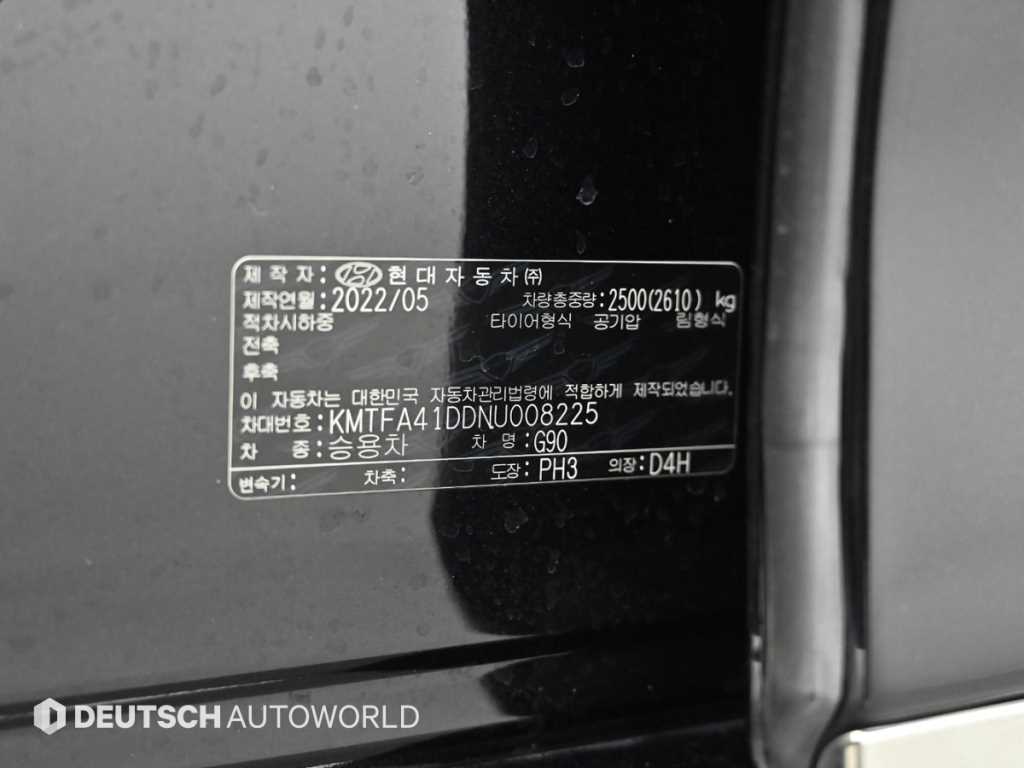 제 작 자 : 현대자동차㈜
제작연월: 2022/05 차량총중량: 2500(2610) kg
적차시하중 타이어형식 공기압 림형식
전축
후축
이 자동차는 대한민국 자동차관리법령에 적합하게 제작되었습니다.
차대번호: KMTFA41DDNU008225
차 종: 승용차 차 명: G90
변속기: 차축: 도장: PH3 의장: D4H
DEUTSCH AUTOWORLD